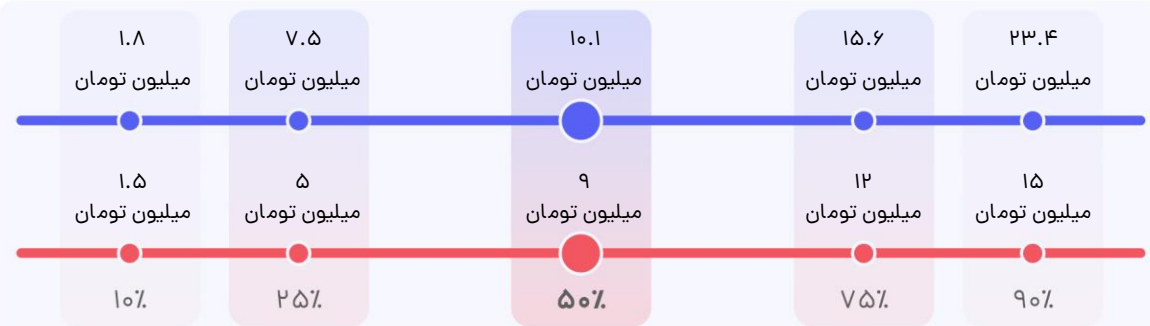 ۱.۸
میلیون تومان
۷.۵
میلیون تومان
۱۰.۱
میلیون تومان
۱۵.۶
میلیون تومان
۲۳.۴
میلیون تومان
۱.۵
میلیون تومان
۵
میلیون تومان
۹
میلیون تومان
۱۲
میلیون تومان
۱۵
میلیون تومان
۱۰٪
۲۵٪
۵۰٪
۷۵٪
۹۰٪